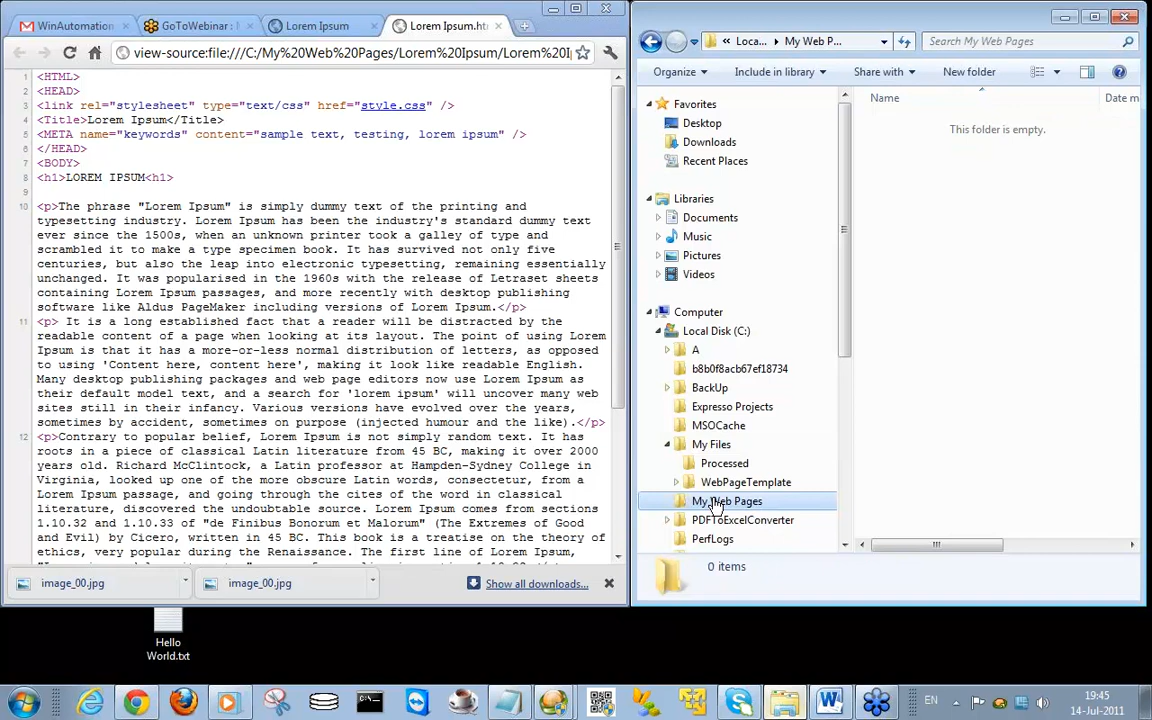 WinAutomation
GoToWebinar :
Lorem Ipsum
Lorem Ipsum.ht
view-source:file:///C:/My%20Web%20Pages/Lorem%20Ipsum/Lorem%20I
1 <HTML>
2 <HEAD>
3 <link rel="stylesheet" type="text/css" href="style.css" />
4 <Title>Lorem Ipsum</Title>
5 <META name="keywords" content="sample text, testing, lorem ipsum" />
6 </HEAD>
7 <BODY>
8 <h1>LOREM IPSUM<h1>
9
10 <p>The phrase "Lorem Ipsum" is simply dummy text of the printing and
typesetting industry. Lorem Ipsum has been the industry's standard dummy text
ever since the 1500s, when an unknown printer took a galley of type and
scrambled it to make a type specimen book. It has survived not only five
centuries, but also the leap into electronic typesetting, remaining essentially
unchanged. It was popularised in the 1960s with the release of Letraset sheets
containing Lorem Ipsum passages, and more recently with desktop publishing
software like Aldus PageMaker including versions of Lorem Ipsum.</p>
11 <p> It is a long established fact that a reader will be distracted by the
readable content of a page when looking at its layout. The point of using Lorem
Ipsum is that it has a more-or-less normal distribution of letters, as opposed
to using 'Content here, content here', making it look like readable English.
Many desktop publishing packages and web page editors now use Lorem Ipsum as
their default model text, and a search for 'lorem ipsum' will uncover many web
sites still in their infancy. Various versions have evolved over the years,
sometimes by accident, sometimes on purpose (injected humour and the like).</p>
12 <p>Contrary to popular belief, Lorem Ipsum is not simply random text. It has
roots in a piece of classical Latin literature from 45 BC, making it over 2000
years old. Richard McClintock, a Latin professor at Hampden-Sydney College in
Virginia, looked up one of the more obscure Latin words, consectetur, from a
Lorem Ipsum passage, and going through the cites of the word in classical
literature, discovered the undoubtable source. Lorem Ipsum comes from sections
1.10.32 and 1.10.33 of "de Finibus Bonorum et Malorum" (The Extremes of Good
and Evil) by Cicero, written in 45 BC. This book is a treatise on the theory of
ethics, very popular during the Renaissance. The first line of Lorem
image_00.jpg
image_00.jpg
Show all downloads...
Loca... My Web P...
Search My Web Pages
Organize
Include in library
Share with
New folder
Favorites
Desktop
Downloads
Recent Places
Libraries
Documents
Music
Pictures
Videos
Computer
Local Disk (C:)
A
b8b0f8acb67ef18734
BackUp
Expresso Projects
MSOCache
My Files
Processed
WebPageTemplate
My Web Pages
PDFToExcelConverter
PerfLogs
Name
Date m
This folder is empty.
0 items
Hello
World.txt
EN
19:45
14-Jul-2011